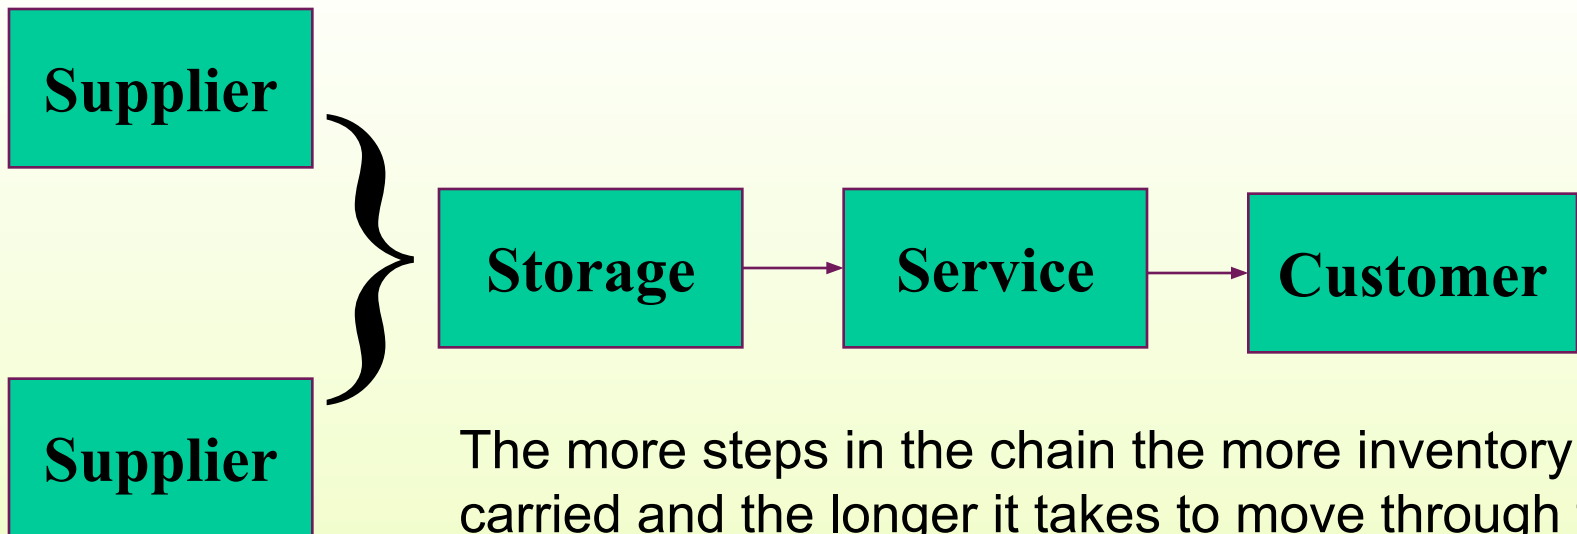 Supplier
Storage
Service
Customer
Supplier
The more steps in the chain the more inventory
carried and the longer it takes to move through